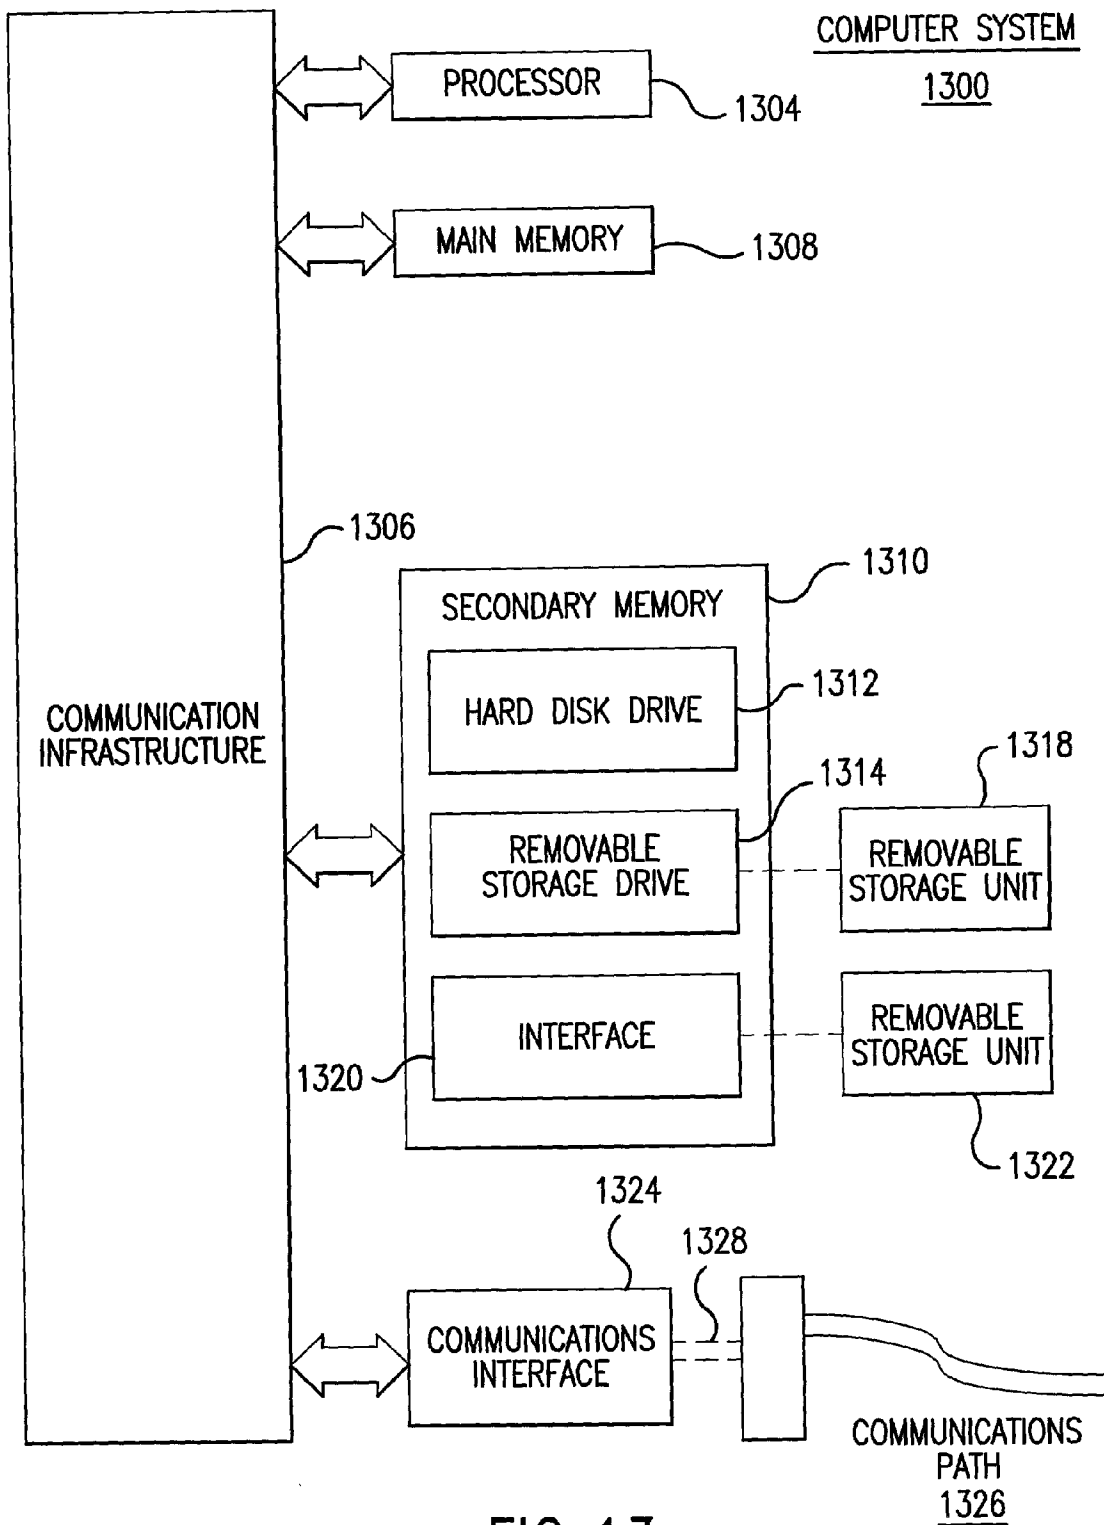 COMPUTER SYSTEM
1300
PROCESSOR
1304
MAIN MEMORY
1308
1306
COMMUNICATION
INFRASTRUCTURE
1310
SECONDARY MEMORY
HARD DISK DRIVE
1312
1314
REMOVABLE
STORAGE DRIVE
1318
REMOVABLE
STORAGE UNIT
INTERFACE
1320
REMOVABLE
STORAGE UNIT
1322
1324
1328
COMMUNICATIONS
INTERFACE
COMMUNICATIONS
PATH
1326